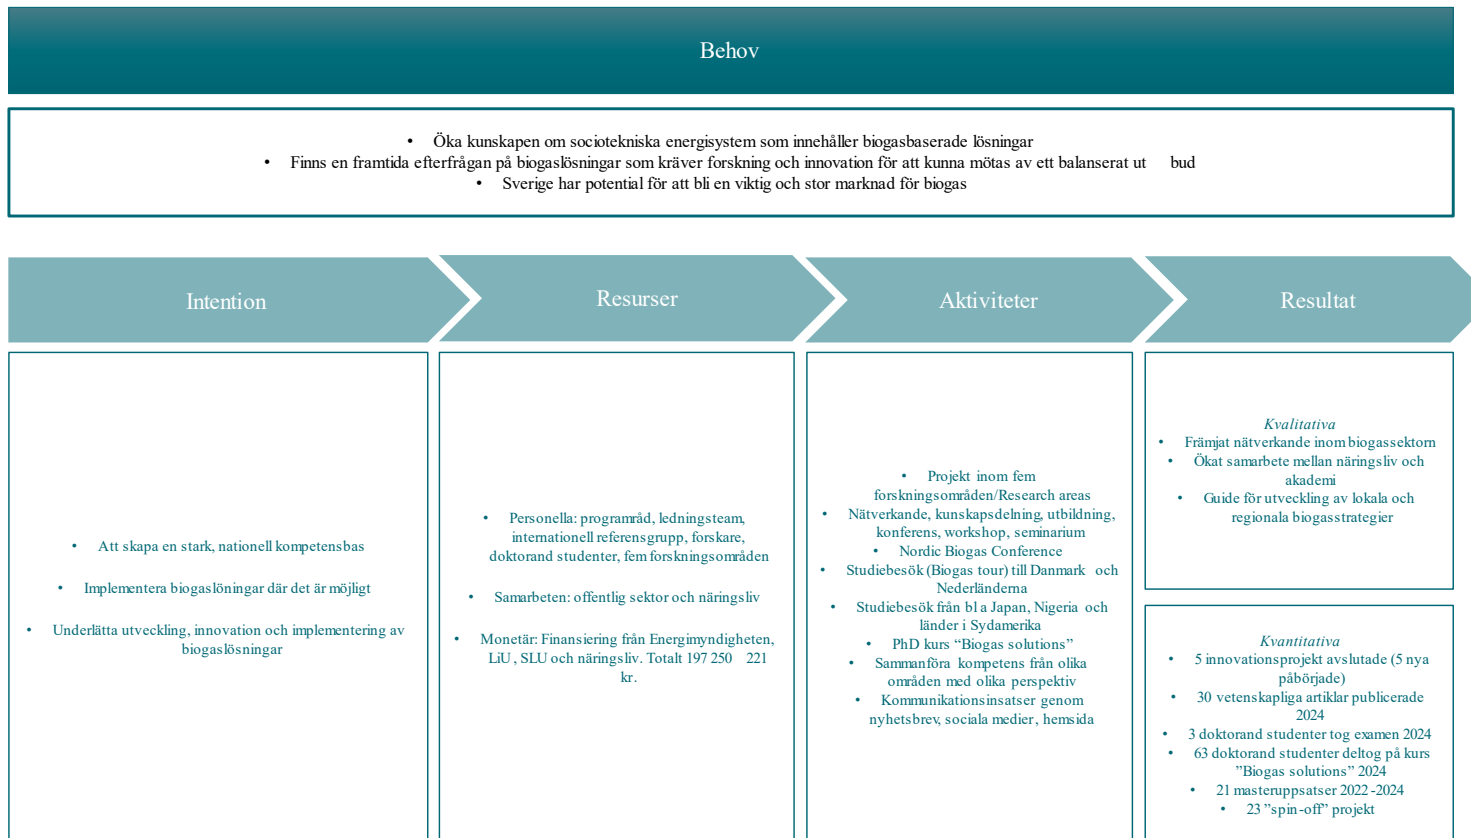 Behov
• Öka kunskapen om sociotekniska energisystem som innehåller biogasbaserade lösningar
• Finns en framtida efterfrågan på biogaslösningar som kräver forskning och innovation för att kunna mötas av ett balanserat ut bud
• Sverige har potential för att bli en viktig och stor marknad för biogas
Intention
• Att skapa en stark, nationell kompetensbas
• Implementera biogaslöningar där det är möjligt
• Underlätta utveckling, innovation och implementering av
biogaslösningar
Resurser
• Personella: programråd, ledningsteam,
internationell referensgrupp, forskare,
doktorand studenter, fem forskningsområden
• Samarbeten: offentlig sektor och näringsliv
• Monetär: Finansiering från Energimyndigheten,
LiU, SLU och näringsliv. Totalt 197 250 221
kr.
Aktiviteter
• Projekt inom fem
forskningsområden/Research areas
• Nätverkande, kunskapsdelning, utbildning,
konferens, workshop, seminarium
• Nordic Biogas Conference
• Studiebesök (Biogas tour) till Danmark och
Nederländerna
• Studiebesök från bl a Japan, Nigeria och
länder i Sydamerika
• PhD kurs “Biogas solutions”
• Sammanföra kompetens från olika
områden med olika perspektiv
• Kommunikationsinsatser genom
nyhetsbrev, sociala medier, hemsida
Resultat
Kvalitativa
• Främjat nätverkande inom biogassektorn
• Ökat samarbete mellan näringsliv och
akademi
• Guide för utveckling av lokala och
regionala biogasstrategier
Kvantitativa
• 5 innovationsprojekt avslutade (5 nya
påbörjade)
• 30 vetenskapliga artiklar publicerade
2024
• 3 doktorand studenter tog examen 2024
• 63 doktorand studenter deltog på kurs
”Biogas solutions” 2024
• 21 masteruppsatser 2022-2024
• 23 ”spin-off” projekt